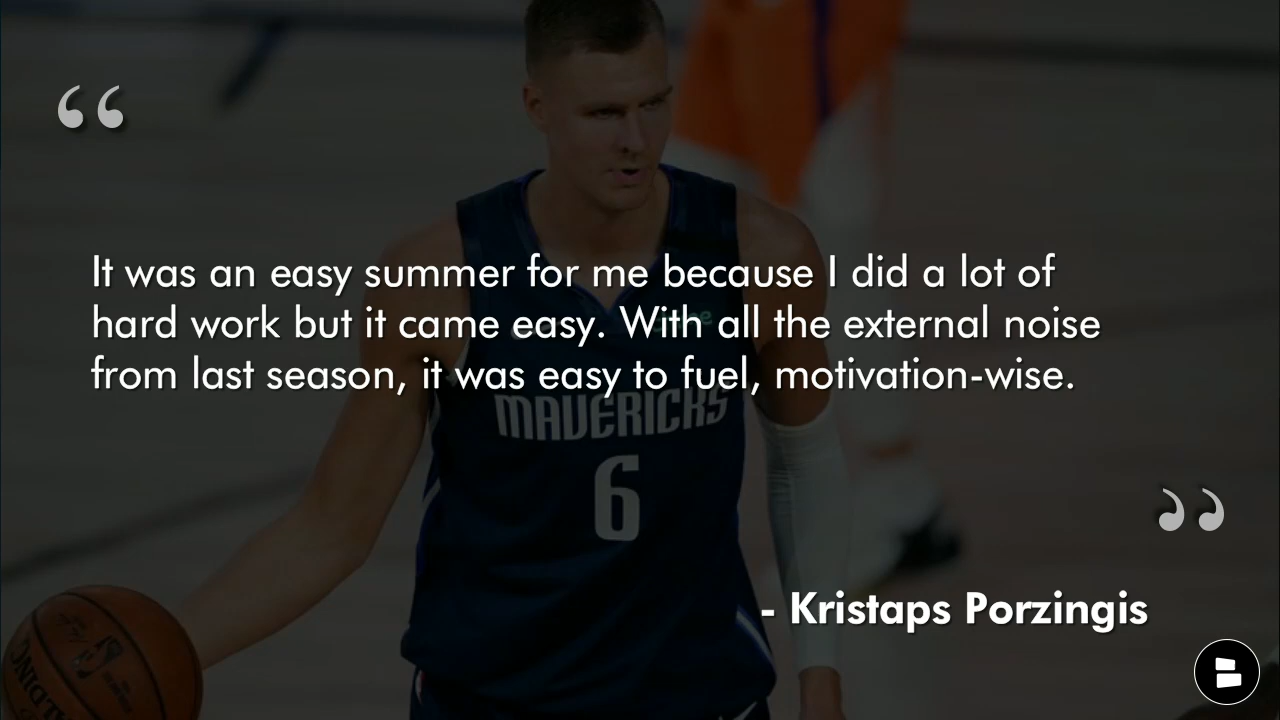 “
It was an easy summer for me because I did a lot of
hard work but it came easy. With all the external noise
from last season, it was easy to fuel, motivation-wise.
MAVERICKS
6
”
- Kristaps Porzingis